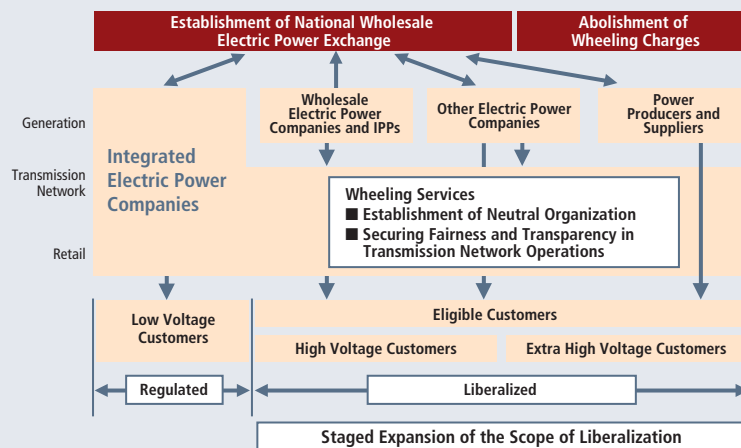 Establishment of National Wholesale
Electric Power Exchange
Abolishment of
Wheeling Charges
Generation
Transmission
Network
Retail
Integrated
Electric Power
Companies
Wholesale
Electric Power
Companies and IPPs
Other Electric Power
Companies
Power
Producers and
Suppliers
Wheeling Services
■ Establishment of Neutral Organization
■ Securing Fairness and Transparency in
Transmission Network Operations
Low Voltage
Customers
Eligible Customers
High Voltage Customers
Extra High Voltage Customers
Regulated
Liberalized
Staged Expansion of the Scope of Liberalization